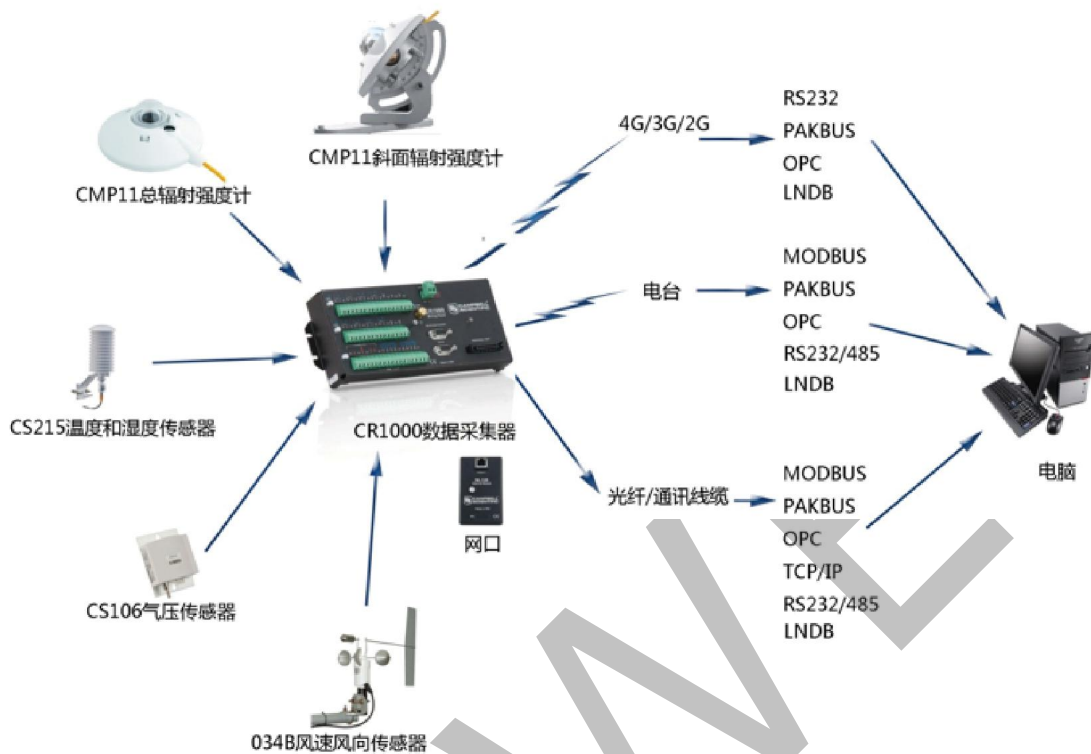 CMP11总辐射强度计
CMP11斜面辐射强度计
CS215温度和湿度传感器
CS106气压传感器
034B风速风向传感器
CR1000数据采集器
网口
4G/3G/2G
RS232
PAKBUS
OPC
LNDB
电台
MODBUS
PAKBUS
OPC
RS232/485
LNDB
光纤/通讯线缆
MODBUS
PAKBUS
OPC
TCP/IP
RS232/485
LNDB
电脑